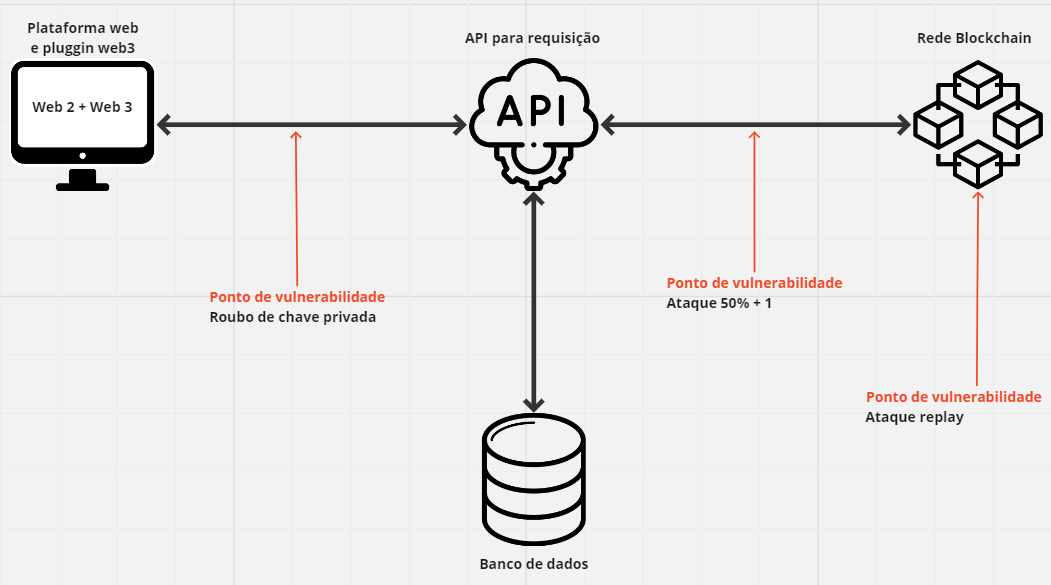 Plataforma web
e pluggin web3
API para requisição
Rede Blockchain
Web 2 + Web 3
API
Ponto de vulnerabilidade
Roubo de chave privada
Ponto de vulnerabilidade
Ataque 50% + 1
Ponto de vulnerabilidade
Ataque replay
Banco de dados